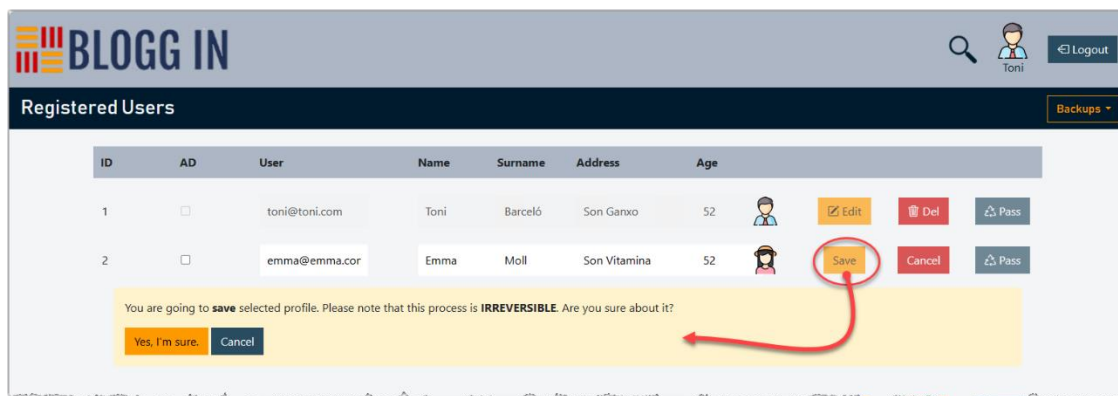 BLOGG IN
Toni
Logout
Registered Users
Backups
ID AD User Name Surname Address Age
1 toni@toni.com Toni Barceló Son Ganxo 52 Edit Del Pass
2 emma@emma.cor Emma Moll Son Vitamina 52 Save Cancel Pass
You are going to save selected profile. Please note that this process is IRREVERSIBLE. Are you sure about it?
Yes, I'm sure. Cancel